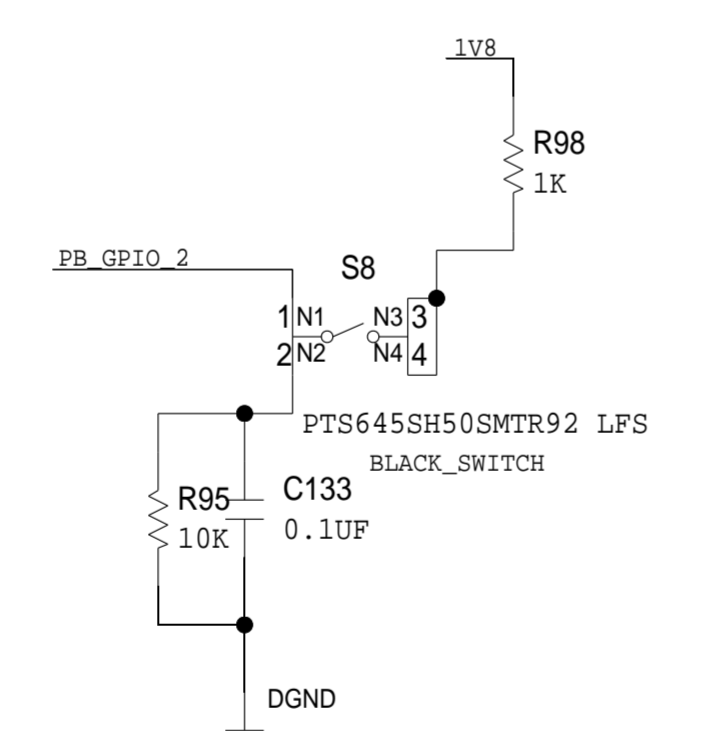 1V8
R98
1K
PB_GPIO_2
S8
1 N1 N3 3
2 N2 N4 4
PTS645SH50SMTR92 LFS
BLACK_SWITCH
R95 C133
10K 0.1UF
DGND